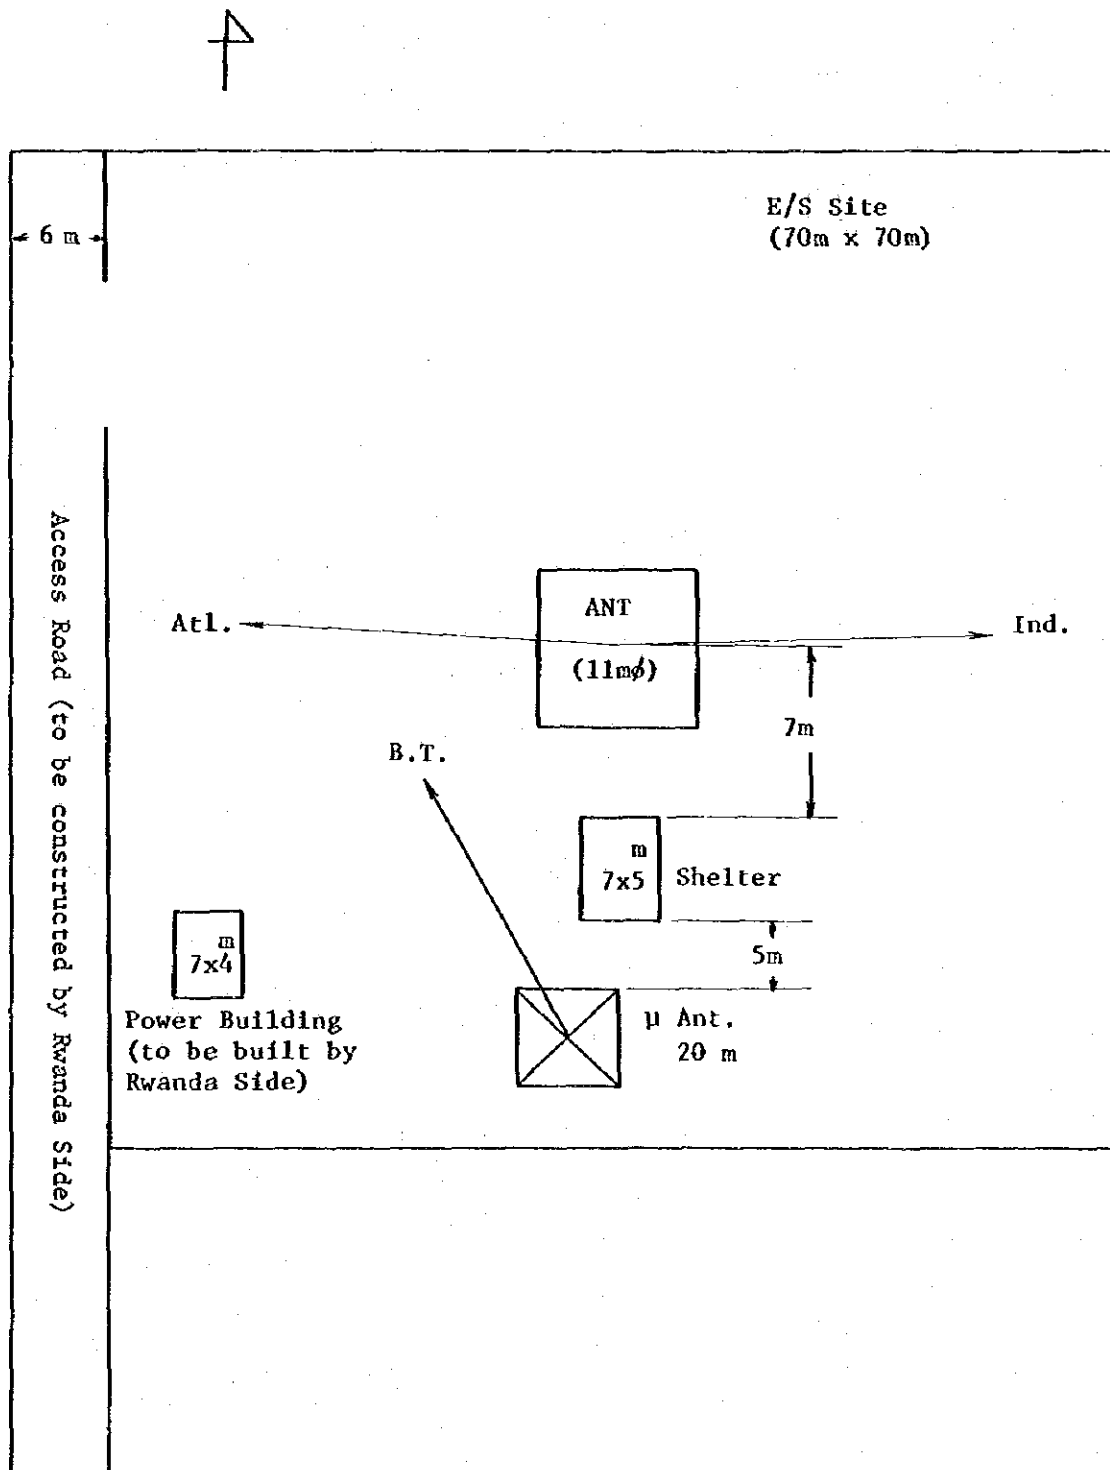 E/S Site
(70m x 70m)
6 m
Atl.
ANT
(11mφ)
Ind.
7m
B.T.
m
7x5
Shelter
5m
m
7x4
Power Building
(to be built by
Rwanda Side)
μ Ant.
20 m
Access Road (to be constructed by Rwanda Side)